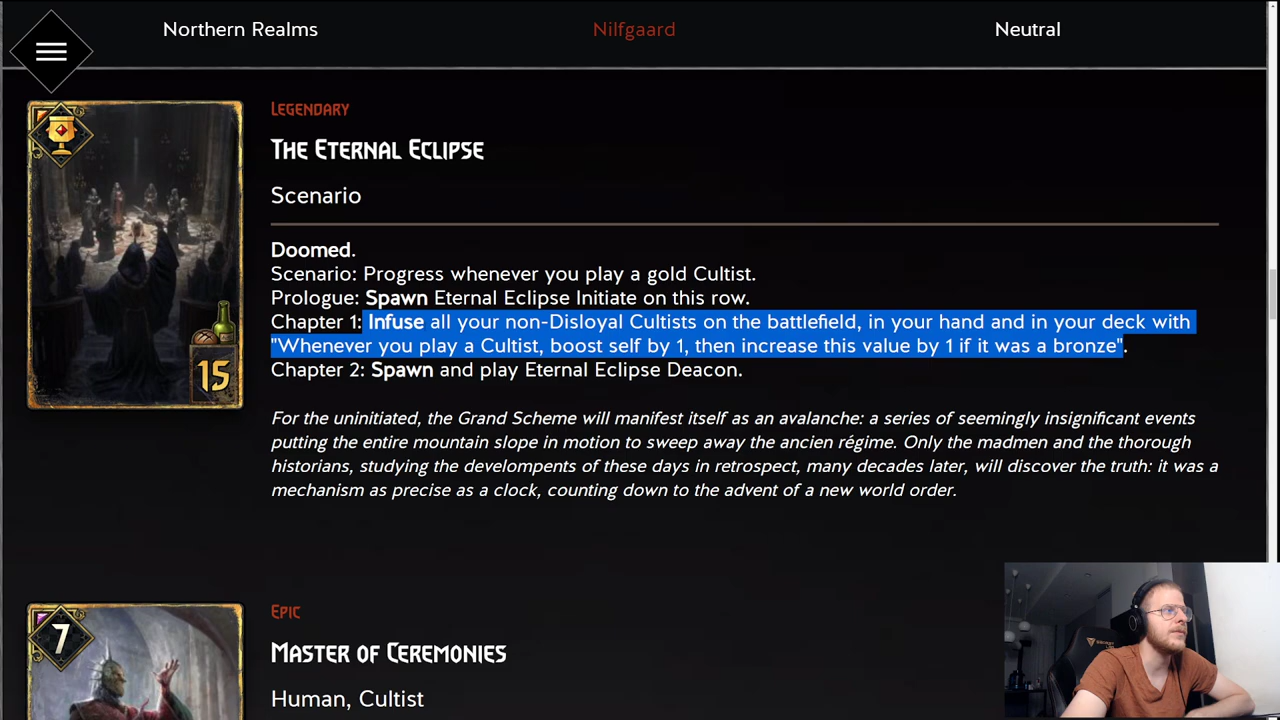 Northern Realms
Nilfgaard
Neutral
Legendary
The Eternal Eclipse
Scenario
Doomed.
Scenario: Progress whenever you play a gold Cultist.
Prologue: Spawn Eternal Eclipse Initiate on this row.
Chapter 1: Infuse all your non-Disloyal Cultists on the battlefield, in your hand and in your deck with
"Whenever you play a Cultist, boost self by 1, then increase this value by 1 if it was a bronze".
Chapter 2: Spawn and play Eternal Eclipse Deacon.
15
For the uninitiated, the Grand Scheme will manifest itself as an avalanche: a series of seemingly insignificant events
putting the entire mountain slope in motion to sweep away the ancien régime. Only the madmen and the thorough
historians, studying the develompents of these days in retrospect, many decades later, will discover the truth: it was a
mechanism as precise as a clock, counting down to the advent of a new world order.
Epic
7
Master of Ceremonies
Human, Cultist